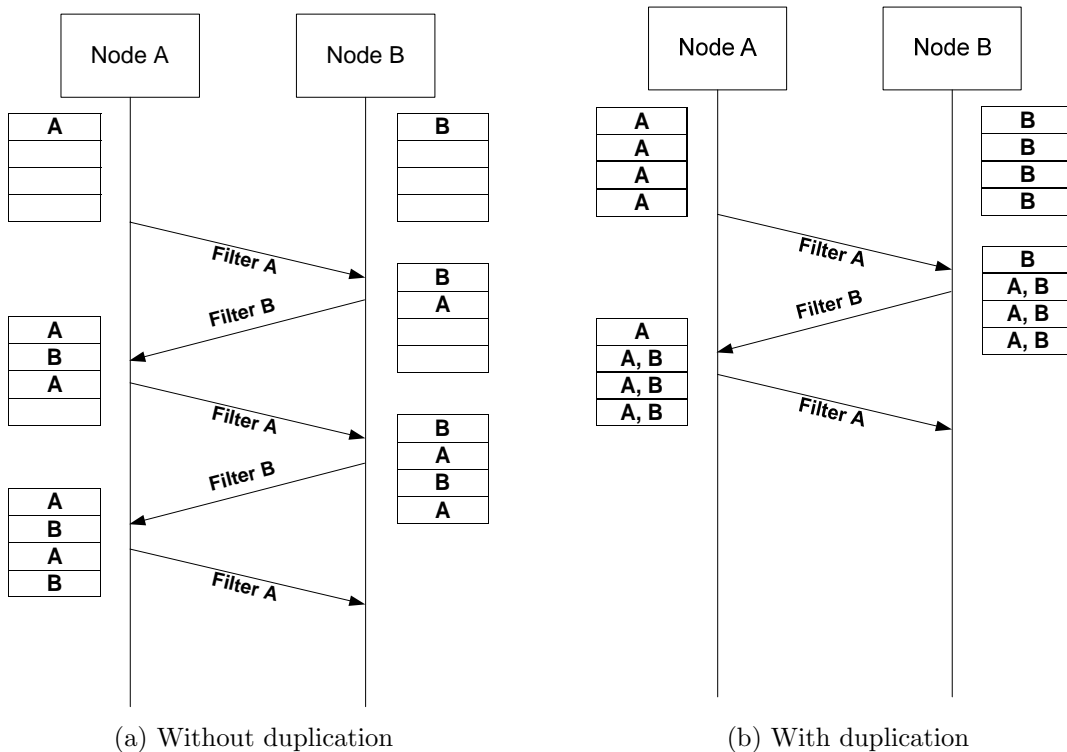 Node A
Node B
A
B
Filter A
B
A
Filter B
A
B
A
Filter A
B
A
B
A
Filter B
A
B
A
B
Filter A
(a) Without duplication
Node A
Node B
A
A
A
A
B
B
B
B
Filter A
B
A, B
A, B
A, B
Filter B
A
A, B
A, B
A, B
Filter A
(b) With duplication